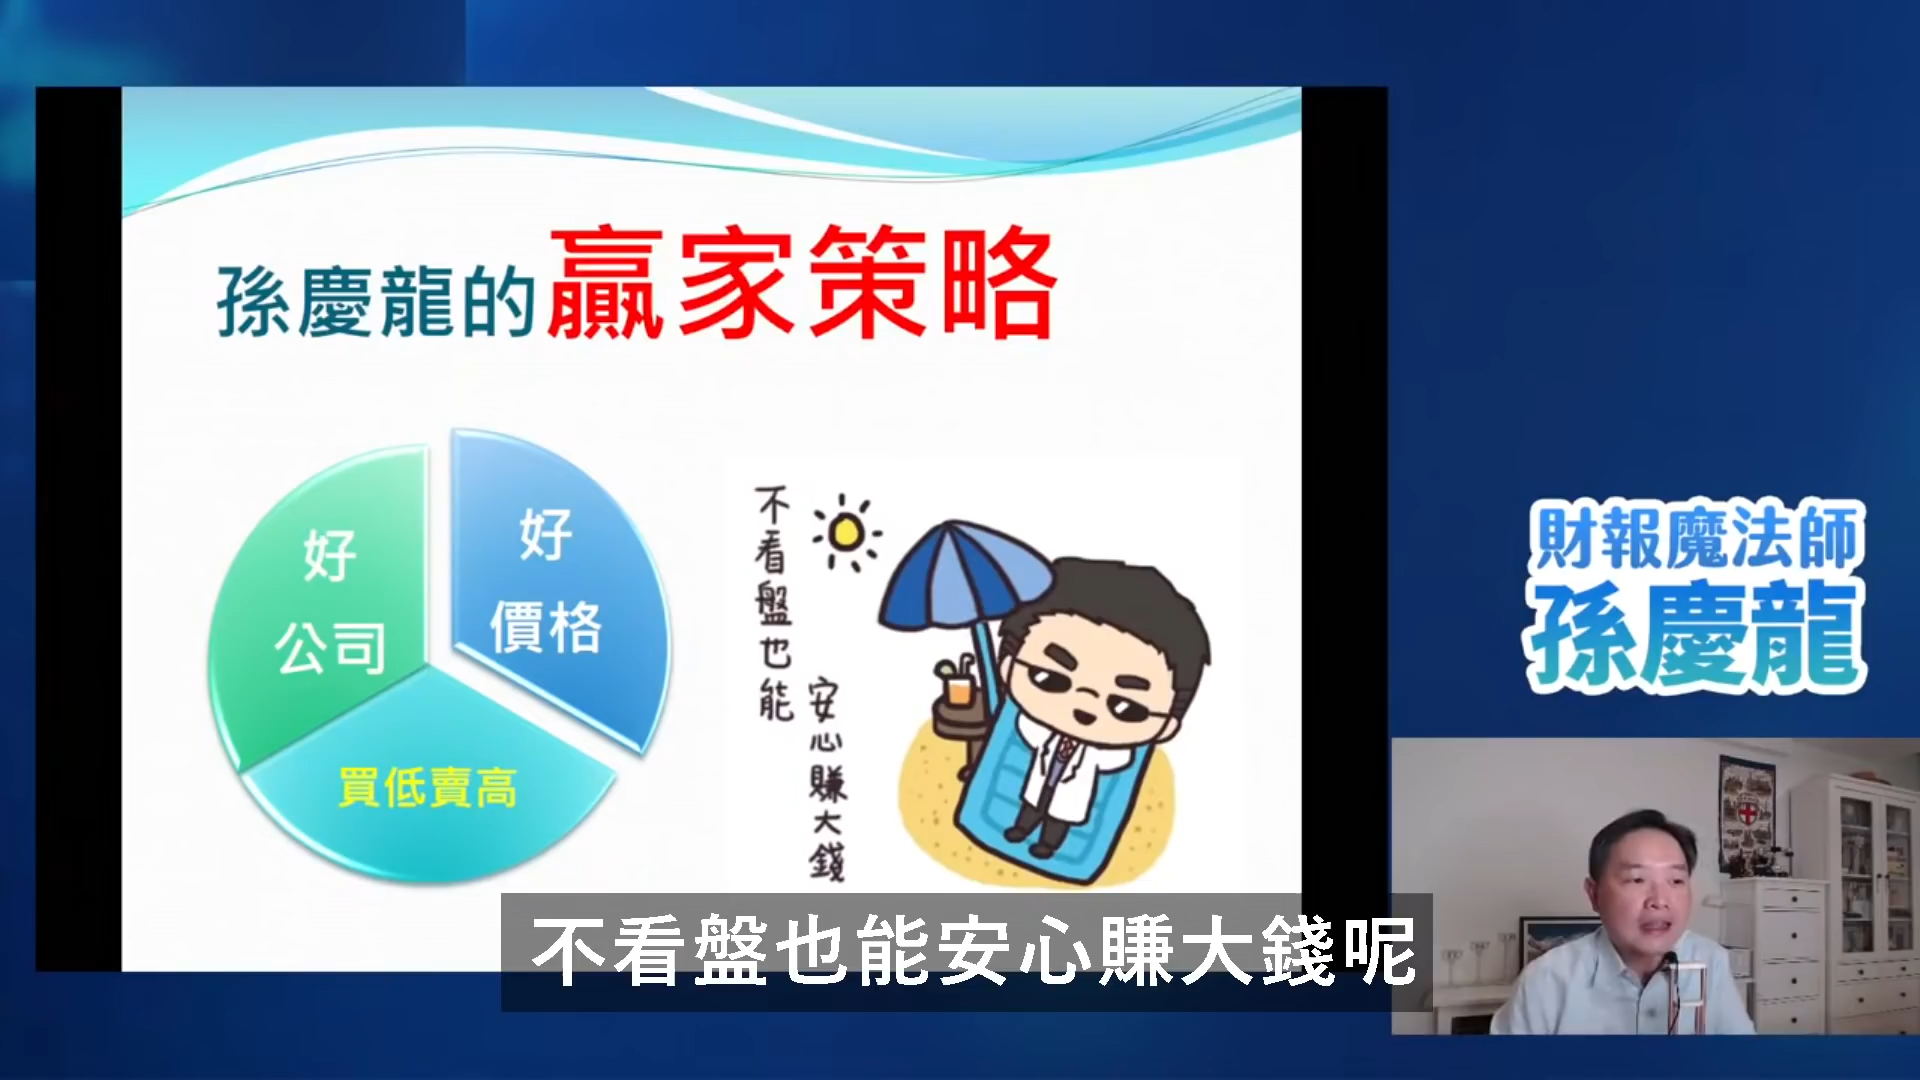 孫慶龍的贏家策略
好
公司
好
價格
買低賣高
不看盤也能
安心賺大錢
財報魔法師
孫慶龍
不看盤也能安心賺大錢呢